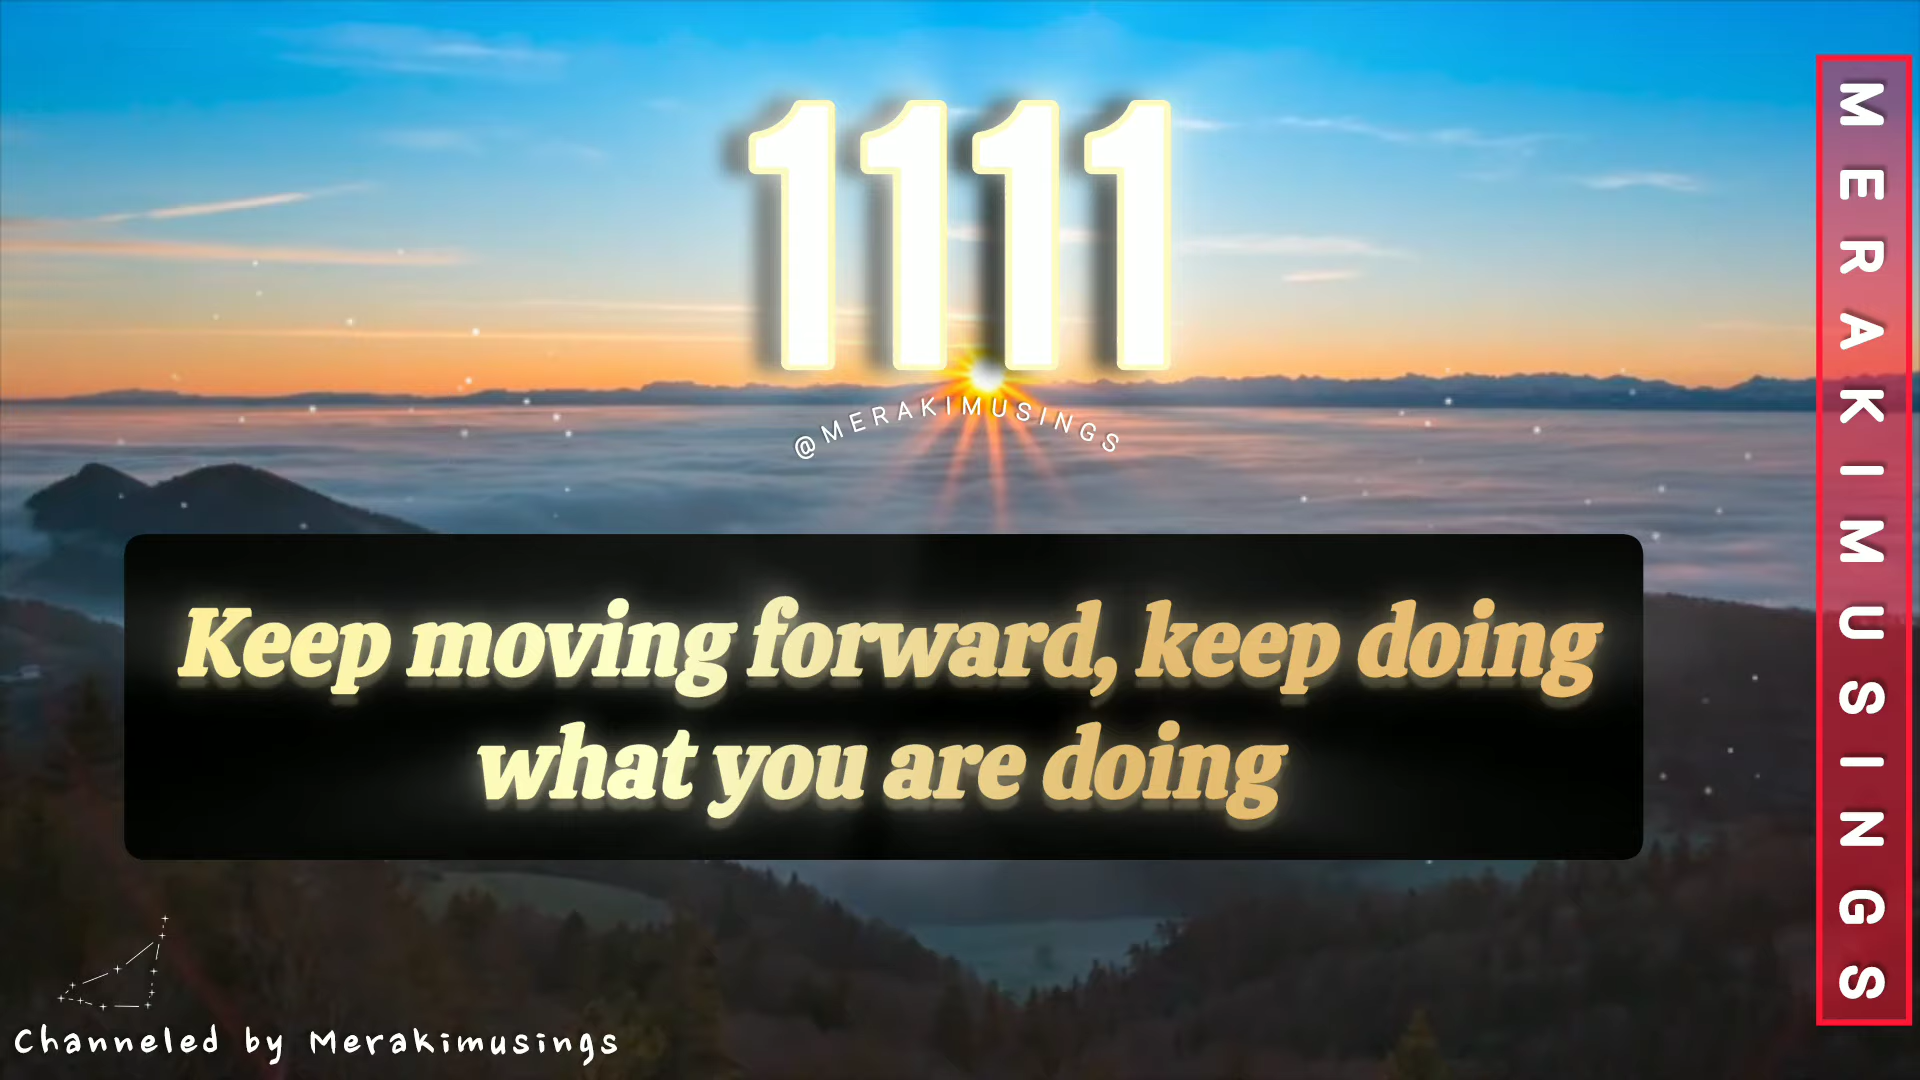 1111
@MERAKIMUSINGS
Keep moving forward, keep doing
what you are doing
Channeled by Merakimusings
MERAKIMUSINGS